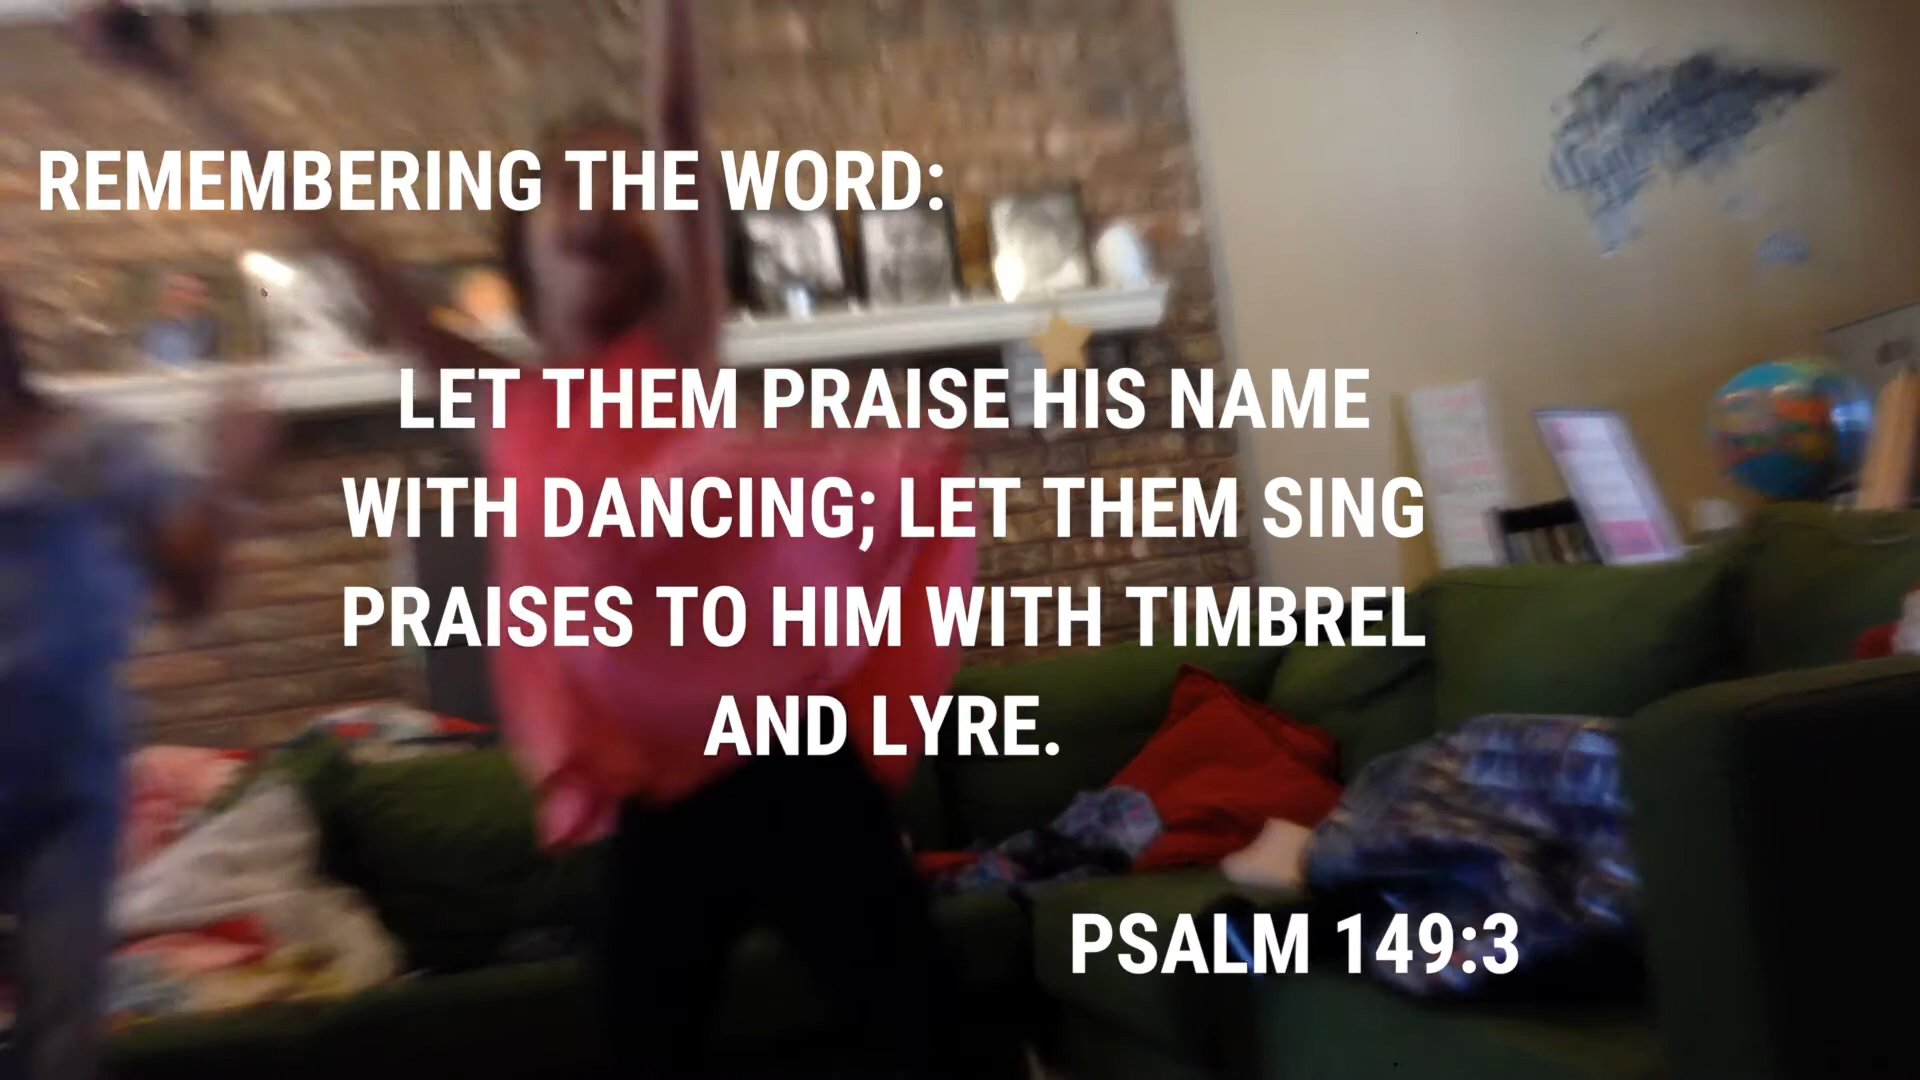 REMEMBERING THE WORD:
LET THEM PRAISE HIS NAME
WITH DANCING; LET THEM SING
PRAISES TO HIM WITH TIMBREL
AND LYRE.
PSALM 149:3